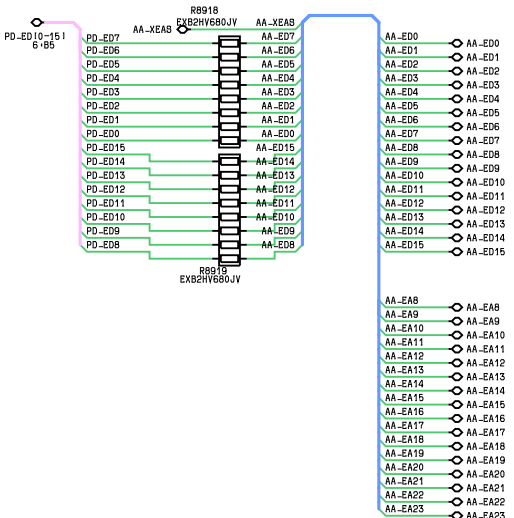 R8918
EXB2HV680JV
PD-ED[0-15]
6:B5
AA-XEAS
AA-XEAS
PD-ED7
PD-ED6
PD-ED5
PD-ED4
PD-ED3
PD-ED2
PD-ED1
PD-ED0
PD-ED15
PD-ED14
PD-ED13
PD-ED12
PD-ED11
PD-ED10
PD-ED9
PD-ED8
AA-ED7
AA-ED6
AA-ED5
AA-ED4
AA-ED3
AA-ED2
AA-ED1
AA-ED0
AA-ED15
AA-ED14
AA-ED13
AA-ED12
AA-ED11
AA-ED10
AA-ED9
AA-ED8
R8919
EXB2HV680JV
AA-ED0
AA-ED1
AA-ED2
AA-ED3
AA-ED4
AA-ED5
AA-ED6
AA-ED7
AA-ED8
AA-ED9
AA-ED10
AA-ED11
AA-ED12
AA-ED13
AA-ED14
AA-ED15
AA-ED0
AA-ED1
AA-ED2
AA-ED3
AA-ED4
AA-ED5
AA-ED6
AA-ED7
AA-ED8
AA-ED9
AA-ED10
AA-ED11
AA-ED12
AA-ED13
AA-ED14
AA-ED15
AA-EA8
AA-EA9
AA-EA10
AA-EA11
AA-EA12
AA-EA13
AA-EA14
AA-EA15
AA-EA16
AA-EA17
AA-EA18
AA-EA19
AA-EA20
AA-EA21
AA-EA22
AA-EA23
AA-EA8
AA-EA9
AA-EA10
AA-EA11
AA-EA12
AA-EA13
AA-EA14
AA-EA15
AA-EA16
AA-EA17
AA-EA18
AA-EA19
AA-EA20
AA-EA21
AA-EA22
AA-EA23